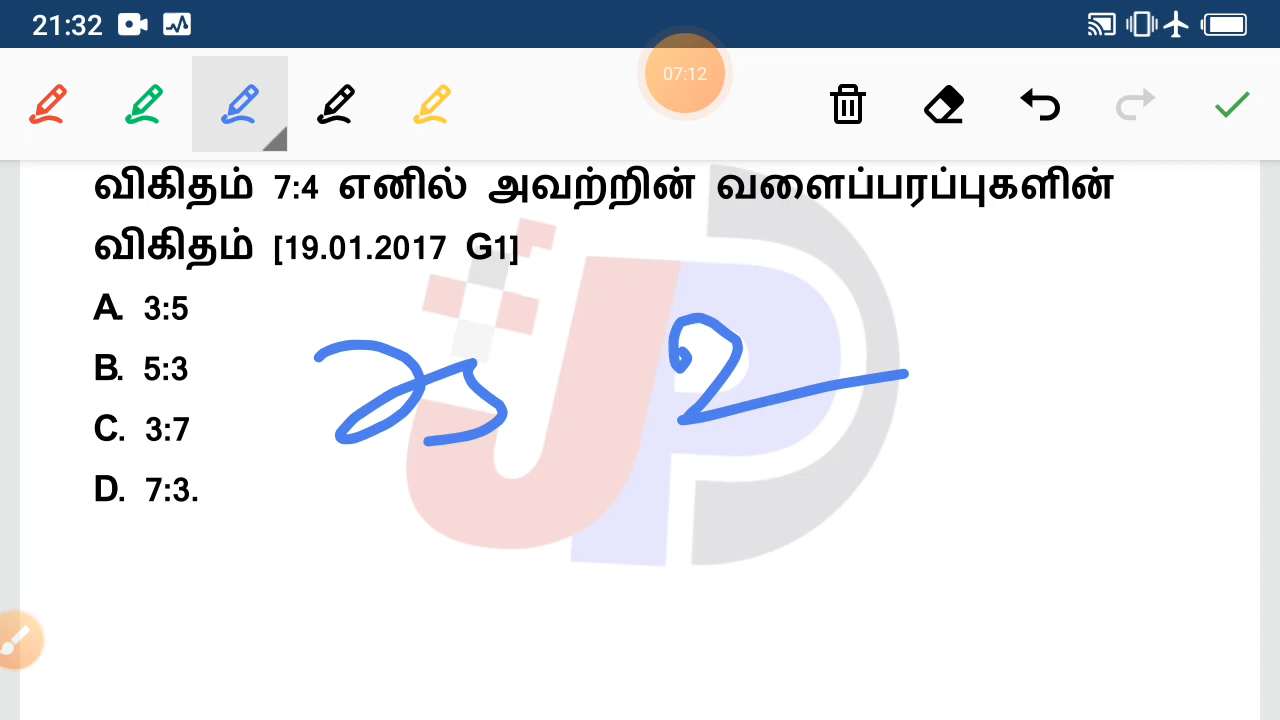 21:32
07:12
விகிதம் 7:4 எனில் அவற்றின் வளைப்பரப்புகளின்
விகிதம் [19.01.2017 G1]
A. 3:5
B. 5:3
C. 3:7
D. 7:3.